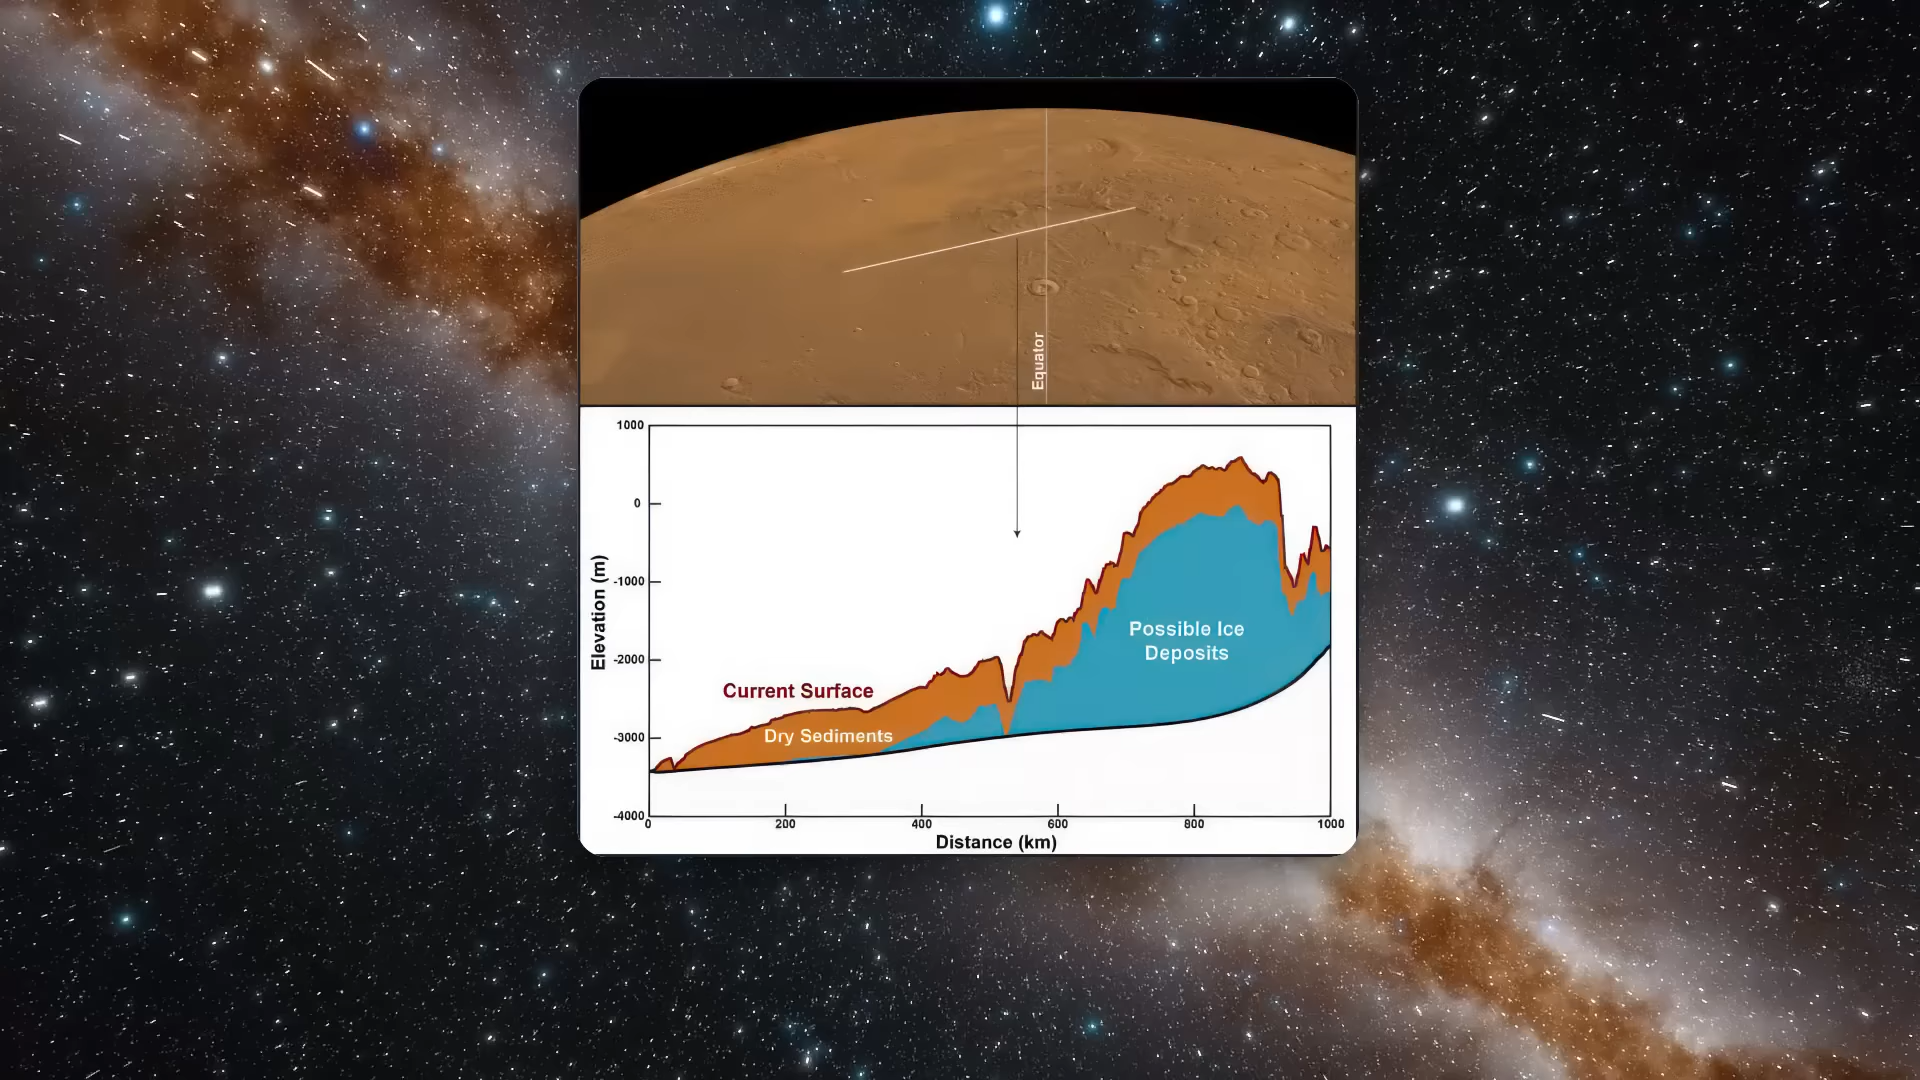 Equator
1000
0
-1000
-2000
-3000
-4000
Elevation (m)
Current Surface
Dry Sediments
Possible Ice
Deposits
0
200
400
600
800
1000
Distance (km)